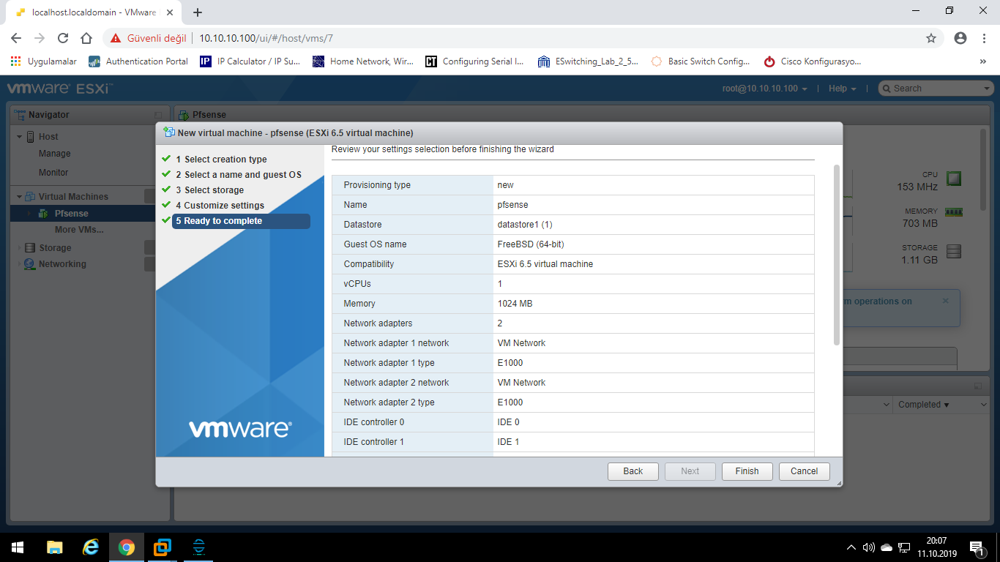 localhost.localdomain - VMware
Güvenli değil
10.10.10.100/ui/#/host/vms/7
Uygulamalar
Authentication Portal
IP
IP Calculator / IP Su...
Home Network, Wir...
CT
Configuring Serial I...
ESwitching_Lab_2_5...
Basic Switch Config...
Cisco Konfigurasyo...
vmware ESXi™
root@10.10.10.100
Help
Search
Navigator
Pfsense
Host
Manage
Monitor
Virtual Machines
Pfsense
More VMs...
Storage
Networking
CPU
153 MHz
MEMORY
703 MB
STORAGE
1.11 GB
m operations on
Completed ▼
New virtual machine - pfsense (ESXi 6.5 virtual machine)
1 Select creation type
2 Select a name and guest OS
3 Select storage
4 Customize settings
5 Ready to complete
vmware®
Review your settings selection before finishing the wizard
Provisioning type new
Name pfsense
Datastore datastore1 (1)
Guest OS name FreeBSD (64-bit)
Compatibility ESXi 6.5 virtual machine
vCPUs 1
Memory 1024 MB
Network adapters 2
Network adapter 1 network VM Network
Network adapter 1 type E1000
Network adapter 2 network VM Network
Network adapter 2 type E1000
IDE controller 0 IDE 0
IDE controller 1 IDE 1
Back
Next
Finish
Cancel
20:07
11.10.2019
1